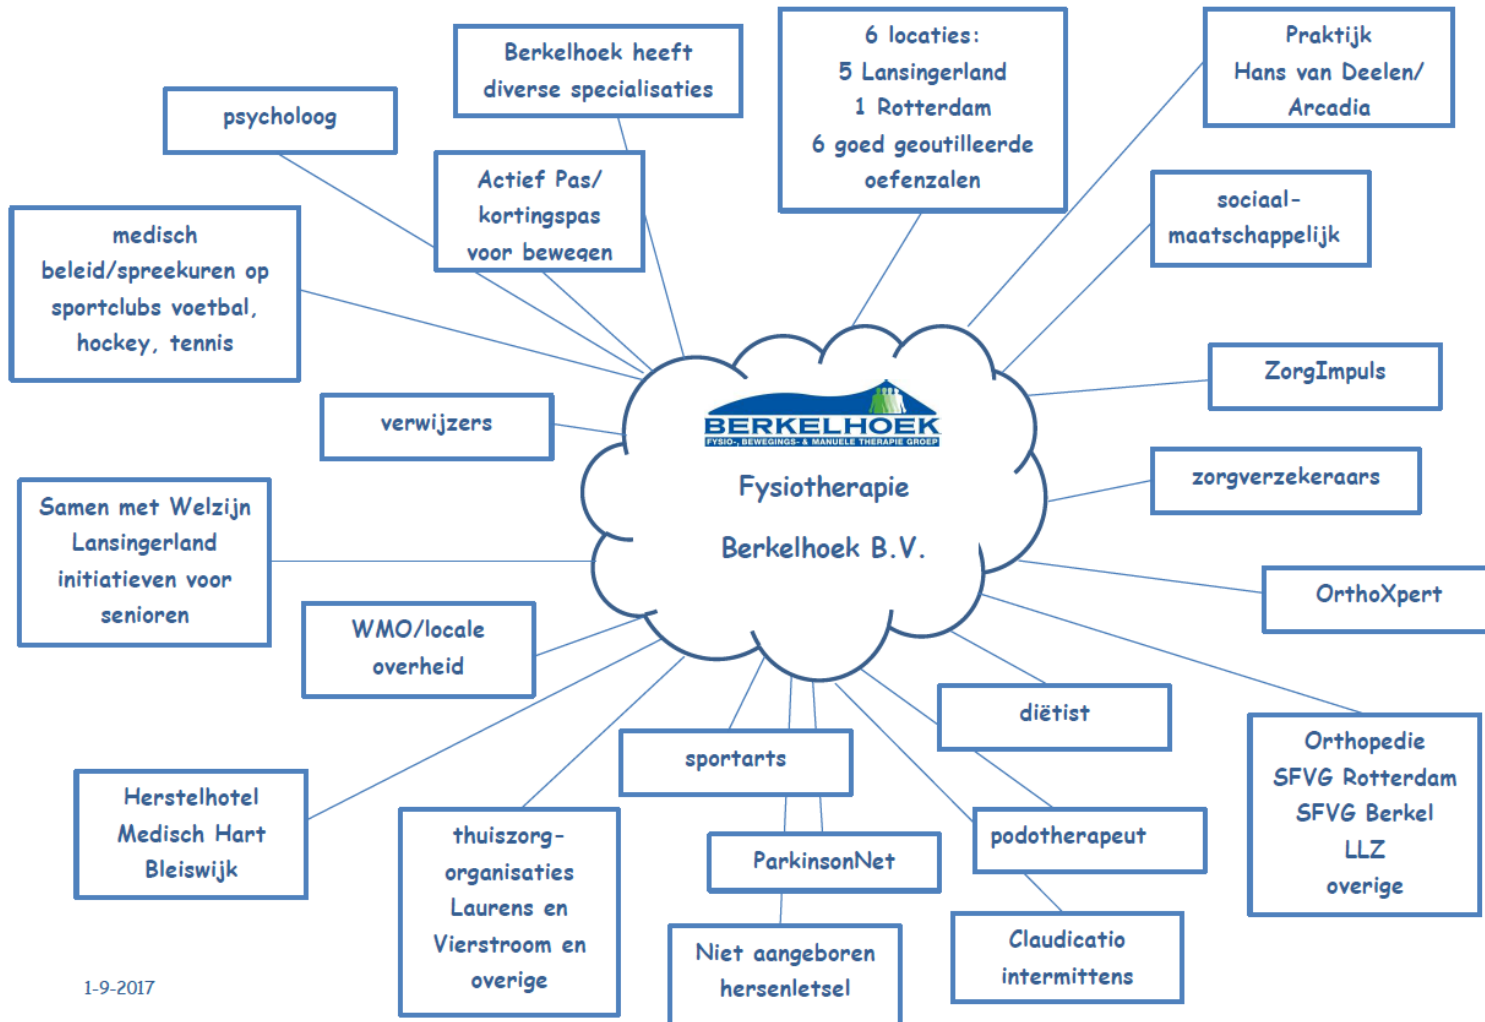 Berkelhoek heeft
diverse specialisaties
6 locaties:
5 Lansingerland
1 Rotterdam
6 goed geoutilleerde
oefenzalen
Praktijk
Hans van Deelen/
Arcadia
psycholoog
Actief Pas/
kortingspas
voor bewegen
sociaal-
maatschappelijk
medisch
beleid/spreekuren op
sportclubs voetbal,
hockey, tennis
ZorgImpuls
verwijzers
BERKELHOEK
FYSIO-, BEWEGINGS- & MANUELE THERAPIE GROEP
Fysiotherapie
Berkelhoek B.V.
zorgverzekeraars
Samen met Welzijn
Lansingerland
initiatieven voor
senioren
OrthoXpert
WMO/locale
overheid
diëtist
sportarts
Orthopedie
SFVG Rotterdam
SFVG Berkel
LLZ
overige
Herstelhotel
Medisch Hart
Bleiswijk
thuiszorg-
organisaties
Laurens en
Vierstroom en
overige
ParkinsonNet
podotherapeut
Niet aangeboren
hersenletsel
Claudicatio
intermittens
1-9-2017